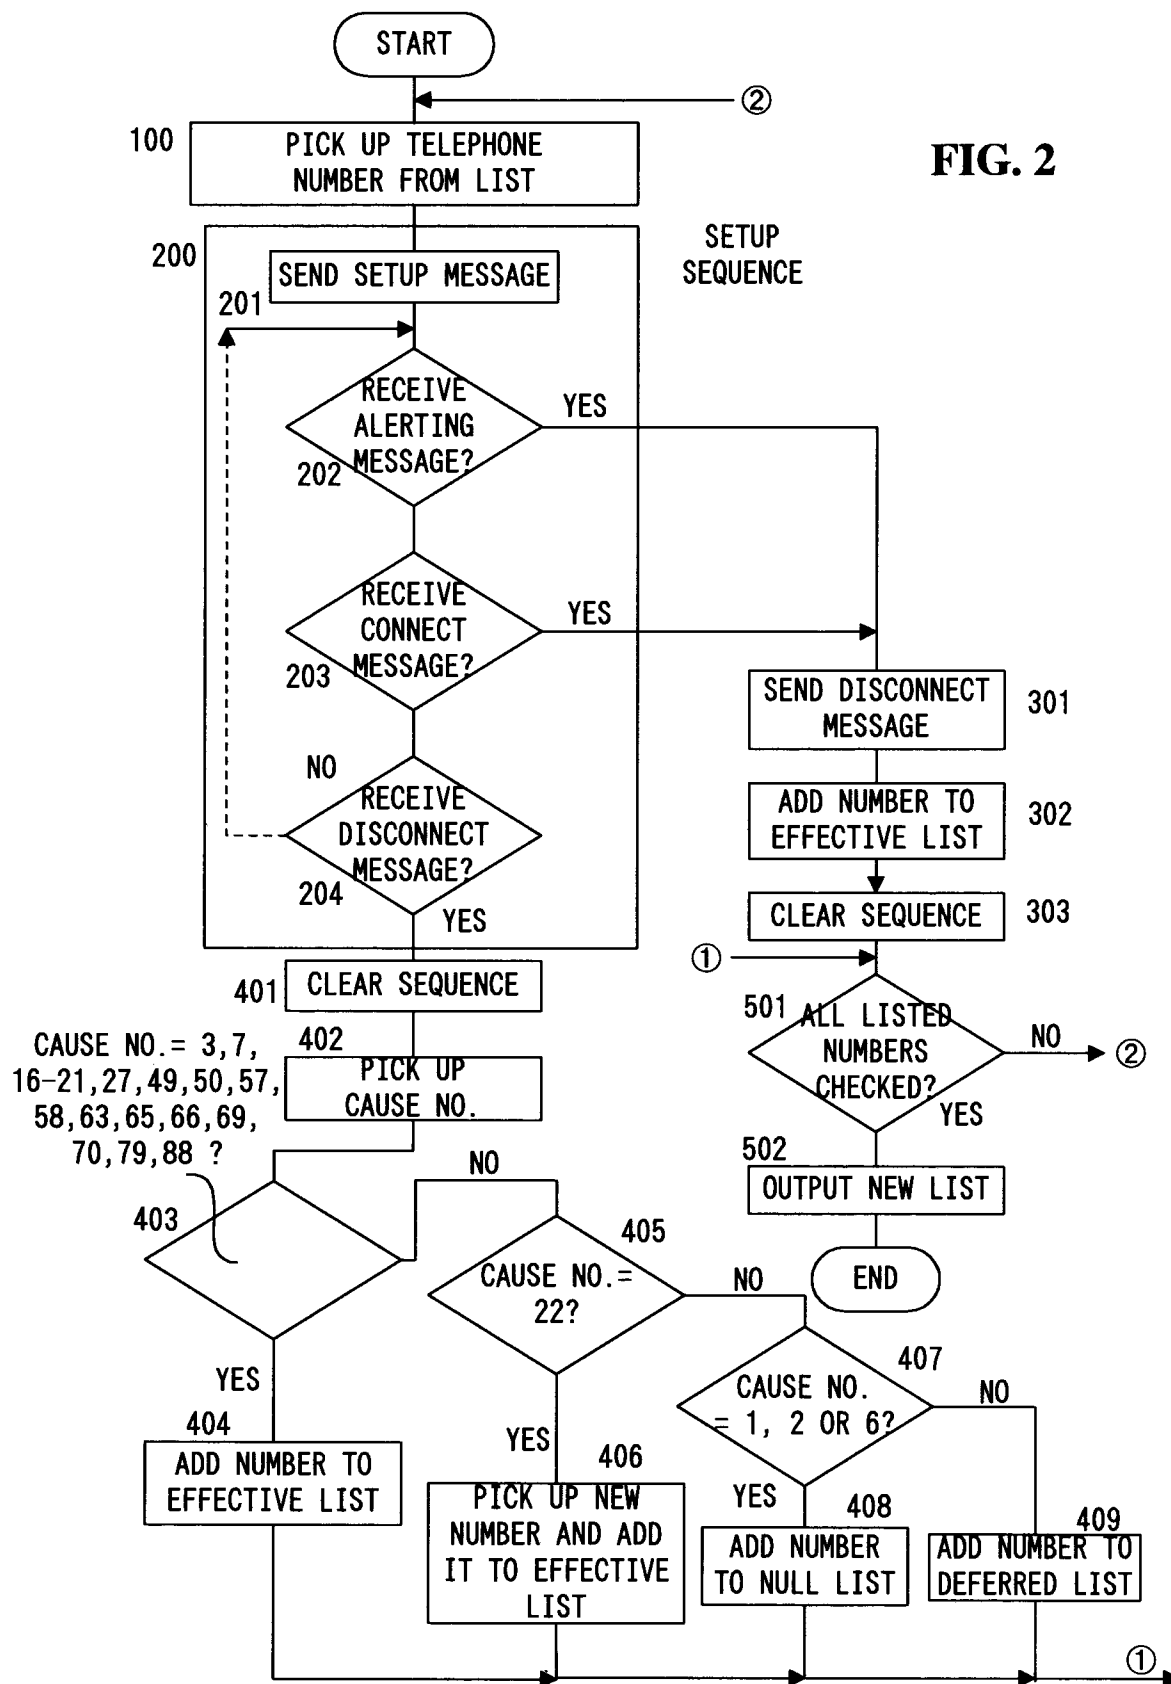 START
②
100
PICK UP TELEPHONE
NUMBER FROM LIST
FIG. 2
200
SETUP
SEQUENCE
SEND SETUP MESSAGE
201
RECEIVE
ALERTING
MESSAGE?
YES
202
RECEIVE
CONNECT
MESSAGE?
YES
203
SEND DISCONNECT
MESSAGE
301
NO
RECEIVE
DISCONNECT
MESSAGE?
204
YES
ADD NUMBER TO
EFFECTIVE LIST
302
CLEAR SEQUENCE
303
①
401
CLEAR SEQUENCE
501
ALL LISTED
NUMBERS
CHECKED?
NO
②
YES
CAUSE NO.= 3,7,
16-21,27,49,50,57,
58,63,65,66,69,
70,79,88 ?
402
PICK UP
CAUSE NO.
502
OUTPUT NEW LIST
END
403
NO
405
CAUSE NO.=
22?
NO
YES
407
CAUSE NO.
= 1, 2 OR 6?
NO
404
ADD NUMBER TO
EFFECTIVE LIST
YES
406
PICK UP NEW
NUMBER AND ADD
IT TO EFFECTIVE
LIST
YES
408
ADD NUMBER
TO NULL LIST
409
ADD NUMBER TO
DEFERRED LIST
①